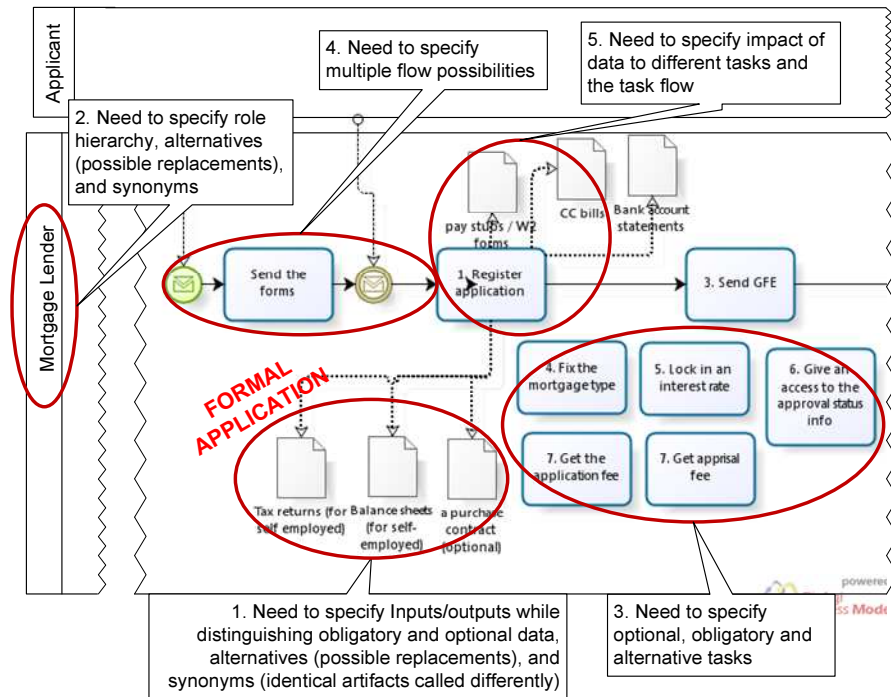 Applicant
4. Need to specify
multiple flow possibilities
5. Need to specify impact of
data to different tasks and
the task flow
2. Need to specify role
hierarchy, alternatives
(possible replacements),
and synonyms
Mortgage Lender
pay stubs / W2
forms
CC bills
Bank account
statements
Send the
forms
1. Register
application
3. Send GFE
FORMAL
APPLICATION
4. Fix the
mortgage type
5. Lock in an
interest rate
6. Give an
access to the
approval status
info
7. Get the
application fee
7. Get apprisal
fee
Tax returns (for
self employed)
Balance sheets
(for self-
employed)
a purchase
contract
(optional)
powered
ess Mode
1. Need to specify Inputs/outputs while
distinguishing obligatory and optional data,
alternatives (possible replacements), and
synonyms (identical artifacts called differently)
3. Need to specify
optional, obligatory and
alternative tasks